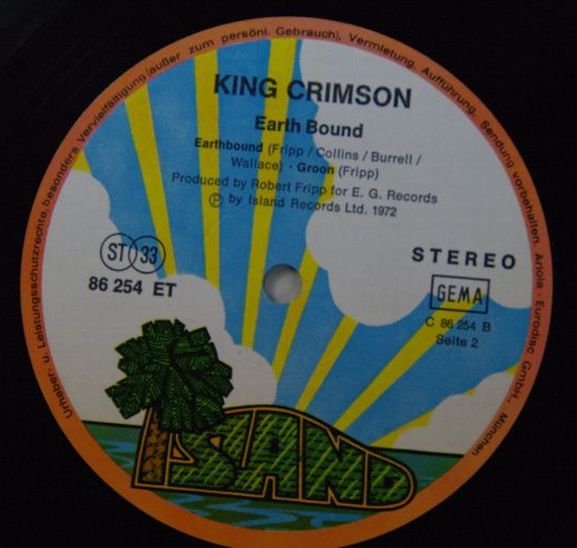 Urheber- u. Leistungsschutzrechte, besonders Vervielfältigung (außer zum persönl. Gebrauch), Vermietung, Aufführung, Sendung vorbehalten. Ariola - Eurodisc GmbH., München
KING CRIMSON
Earth Bound
Earthbound (Fripp / Collins / Burrell /
Wallace) · Groon (Fripp)
Produced by Robert Fripp for E. G. Records
Ⓟ by Island Records Ltd. 1972
ST 33
86 254 ET
STEREO
GEMA
C 86 254 B
Seite 2
ISLAND